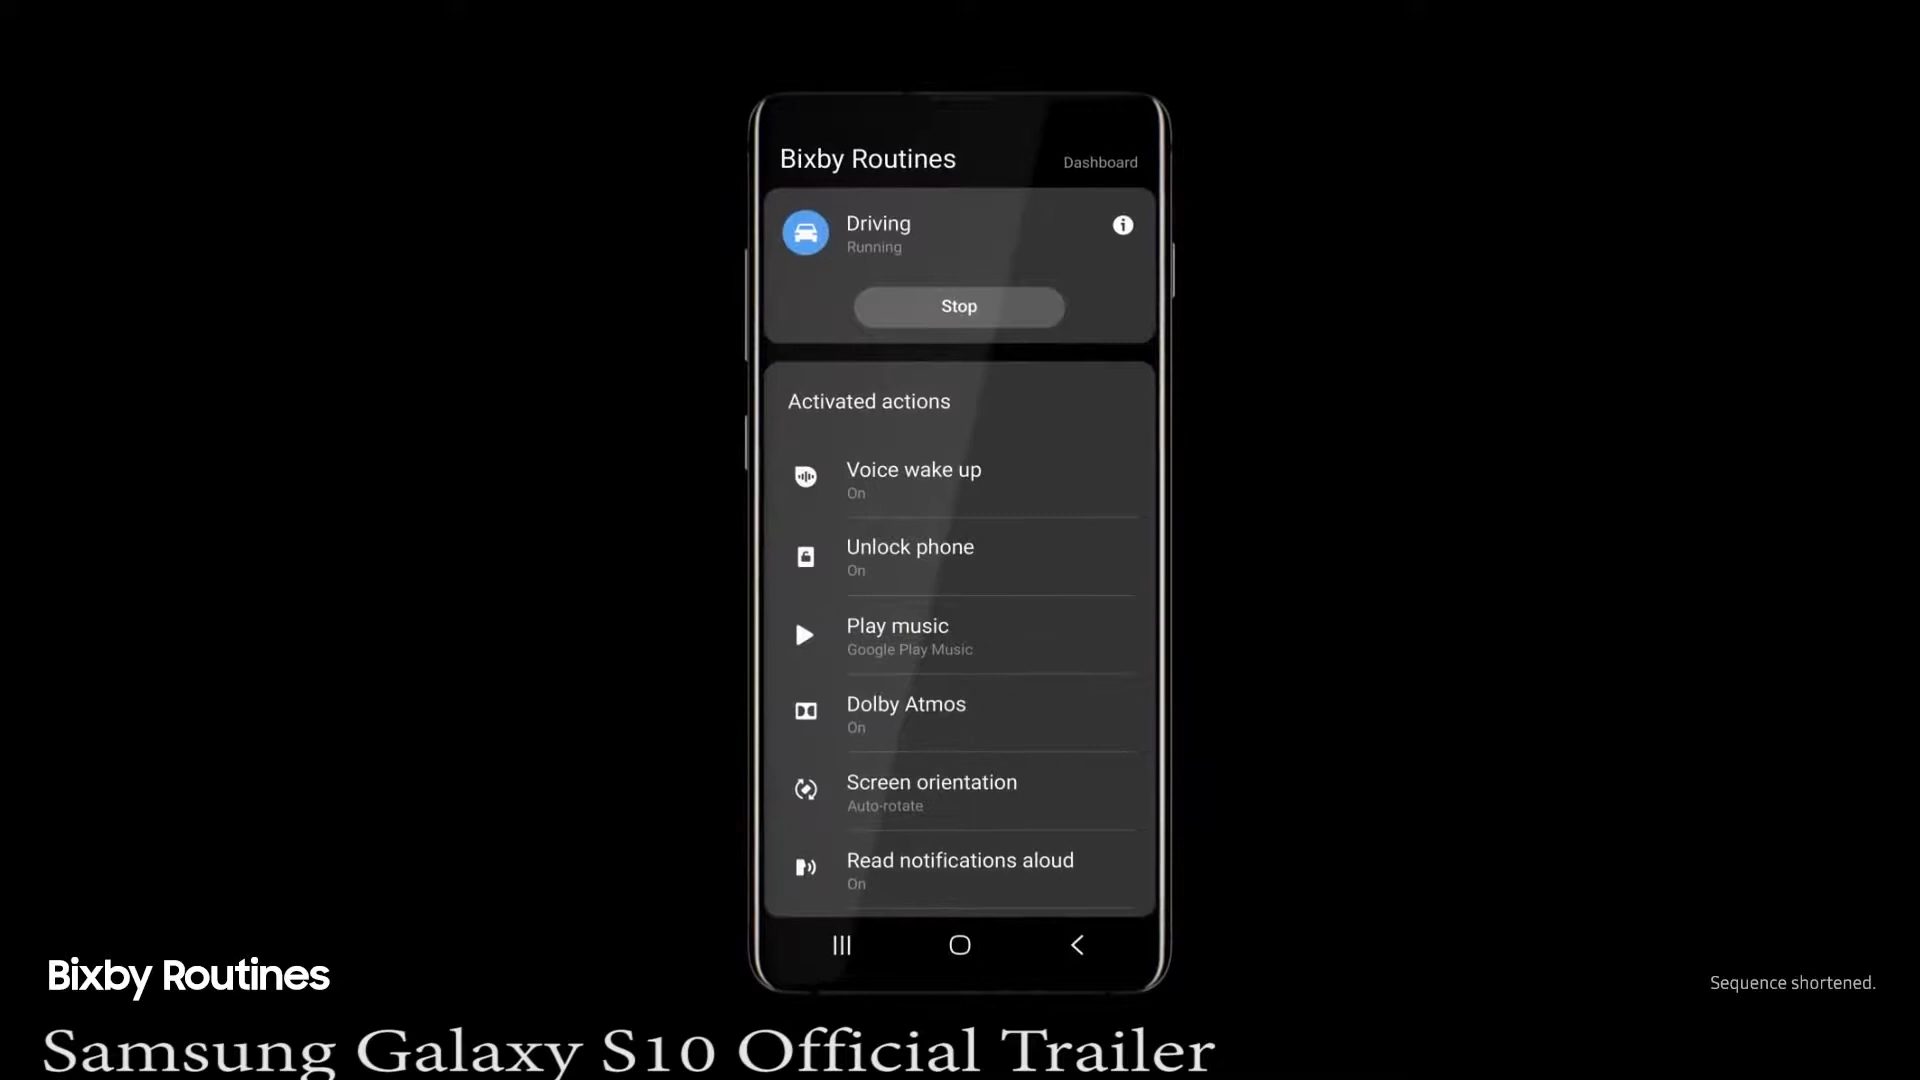 Bixby Routines
Dashboard
Driving
Running
Stop
Activated actions
Voice wake up
On
Unlock phone
On
Play music
Google Play Music
Dolby Atmos
On
Screen orientation
Auto-rotate
Read notifications aloud
On
Bixby Routines
Sequence shortened.
Samsung Galaxy S10 Official Trailer